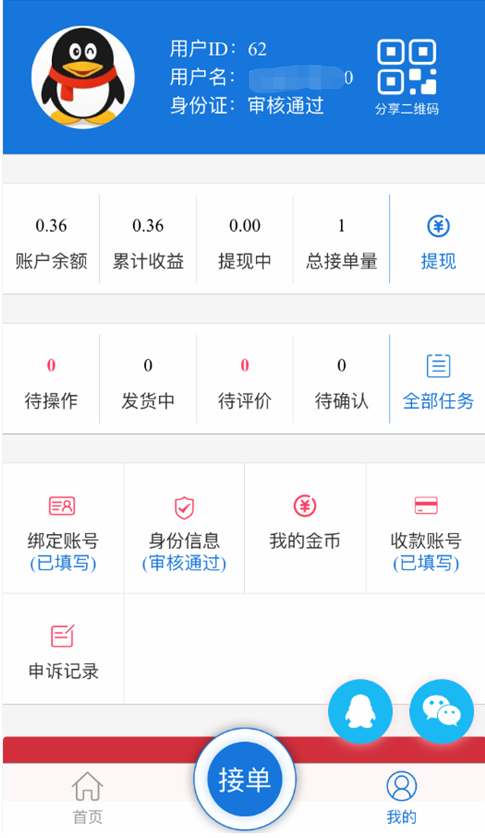 用户ID：62
用户名：0
身份证：审核通过
分享二维码
0.36 0.36 0.00 1
账户余额 累计收益 提现中 总接单量 提现
0 0 0 0
待操作 发货中 待评价 待确认 全部任务
绑定账号 身份信息 我的金币 收款账号
(已填写) (审核通过) (已填写)
申诉记录
接单
首页 我的